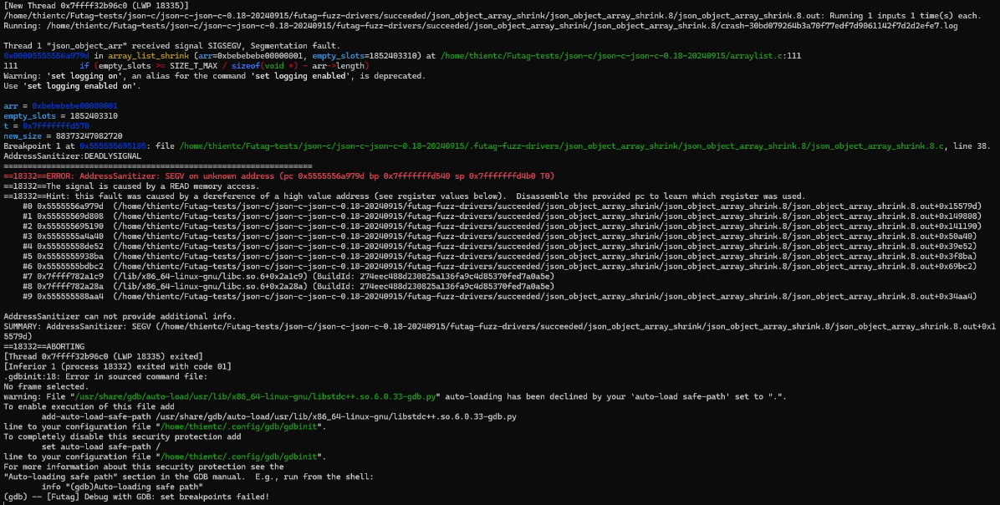 [New Thread 0x7ffff32b96c0 (LWP 18335)]
/home/thientc/Futag-tests/json-c/json-c-json-c-0.18-20240915/futag-fuzz-drivers/succeeded/json_object_array_shrink/json_object_array_shrink.8/json_object_array_shrink.8.out: Running 1 inputs 1 time(s) each.
Running: /home/thientc/Futag-tests/json-c/json-c-json-c-0.18-20240915/futag-fuzz-drivers/succeeded/json_object_array_shrink/json_object_array_shrink.8/crash-30bd079264b3a70f77edf7d9061142f7d2d2efe7.log
Thread 1 "json_object_arr" received signal SIGSEGV, Segmentation fault.
0x00005555556a979d in array_list_shrink (arr=0xbebebebe00000001, empty_slots=1852403310) at /home/thientc/Futag-tests/json-c/json-c-json-c-0.18-20240915/arraylist.c:111
111 if (empty_slots >= SIZE_T_MAX / sizeof(void *) - arr->length)
Warning: 'set logging on', an alias for the command 'set logging enabled', is deprecated.
Use 'set logging enabled on'.
arr = 0xbebebebe00000001
empty_slots = 1852403310
t = 0x7fffffffd570
new_size = 88373247082720
Breakpoint 1 at 0x555555695185: file /home/thientc/Futag-tests/json-c/json-c-json-c-0.18-20240915/.futag-fuzz-drivers/json_object_array_shrink/json_object_array_shrink.8/json_object_array_shrink.8.c, line 38.
AddressSanitizer:DEADLYSIGNAL
=================================================================
==18332==ERROR: AddressSanitizer: SEGV on unknown address (pc 0x5555556a979d bp 0x7fffffffd540 sp 0x7fffffffd4b0 T0)
==18332==The signal is caused by a READ memory access.
==18332==Hint: this fault was caused by a dereference of a high value address (see register values below).  Disassemble the provided pc to learn which register was used.
#0 0x5555556a979d  (/home/thientc/Futag-tests/json-c/json-c-json-c-0.18-20240915/futag-fuzz-drivers/succeeded/json_object_array_shrink/json_object_array_shrink.8/json_object_array_shrink.8.out+0x15579d)
#1 0x55555569d808  (/home/thientc/Futag-tests/json-c/json-c-json-c-0.18-20240915/futag-fuzz-drivers/succeeded/json_object_array_shrink/json_object_array_shrink.8/json_object_array_shrink.8.out+0x149808)
#2 0x555555695190  (/home/thientc/Futag-tests/json-c/json-c-json-c-0.18-20240915/futag-fuzz-drivers/succeeded/json_object_array_shrink/json_object_array_shrink.8/json_object_array_shrink.8.out+0x141190)
#3 0x5555555a4a40  (/home/thientc/Futag-tests/json-c/json-c-json-c-0.18-20240915/futag-fuzz-drivers/succeeded/json_object_array_shrink/json_object_array_shrink.8/json_object_array_shrink.8.out+0x50a40)
#4 0x55555558de52  (/home/thientc/Futag-tests/json-c/json-c-json-c-0.18-20240915/futag-fuzz-drivers/succeeded/json_object_array_shrink/json_object_array_shrink.8/json_object_array_shrink.8.out+0x39e52)
#5 0x5555555938ba  (/home/thientc/Futag-tests/json-c/json-c-json-c-0.18-20240915/futag-fuzz-drivers/succeeded/json_object_array_shrink/json_object_array_shrink.8/json_object_array_shrink.8.out+0x3f8ba)
#6 0x5555555bdbc2  (/home/thientc/Futag-tests/json-c/json-c-json-c-0.18-20240915/futag-fuzz-drivers/succeeded/json_object_array_shrink/json_object_array_shrink.8/json_object_array_shrink.8.out+0x69bc2)
#7 0x7ffff782a1c9  (/lib/x86_64-linux-gnu/libc.so.6+0x2a1c9) (BuildId: 274eec488d230825a136fa9c4d85370fed7a0a5e)
#8 0x7ffff782a28a  (/lib/x86_64-linux-gnu/libc.so.6+0x2a28a) (BuildId: 274eec488d230825a136fa9c4d85370fed7a0a5e)
#9 0x555555588aa4  (/home/thientc/Futag-tests/json-c/json-c-json-c-0.18-20240915/futag-fuzz-drivers/succeeded/json_object_array_shrink/json_object_array_shrink.8/json_object_array_shrink.8.out+0x34aa4)
AddressSanitizer can not provide additional info.
SUMMARY: AddressSanitizer: SEGV (/home/thientc/Futag-tests/json-c/json-c-json-c-0.18-20240915/futag-fuzz-drivers/succeeded/json_object_array_shrink/json_object_array_shrink.8/json_object_array_shrink.8.out+0x1
5579d)
==18332==ABORTING
[Thread 0x7ffff32b96c0 (LWP 18335) exited]
[Inferior 1 (process 18332) exited with code 01]
.gdbinit:18: Error in sourced command file:
No frame selected.
warning: File "/usr/share/gdb/auto-load/usr/lib/x86_64-linux-gnu/libstdc++.so.6.0.33-gdb.py" auto-loading has been declined by your `auto-load safe-path' set to ".".
To enable execution of this file add
add-auto-load-safe-path /usr/share/gdb/auto-load/usr/lib/x86_64-linux-gnu/libstdc++.so.6.0.33-gdb.py
line to your configuration file "/home/thientc/.config/gdb/gdbinit".
To completely disable this security protection add
set auto-load safe-path /
line to your configuration file "/home/thientc/.config/gdb/gdbinit".
For more information about this security protection see the
"Auto-loading safe path" section in the GDB manual.  E.g., run from the shell:
info "(gdb)Auto-loading safe path"
(gdb) -- [Futag] Debug with GDB: set breakpoints failed!